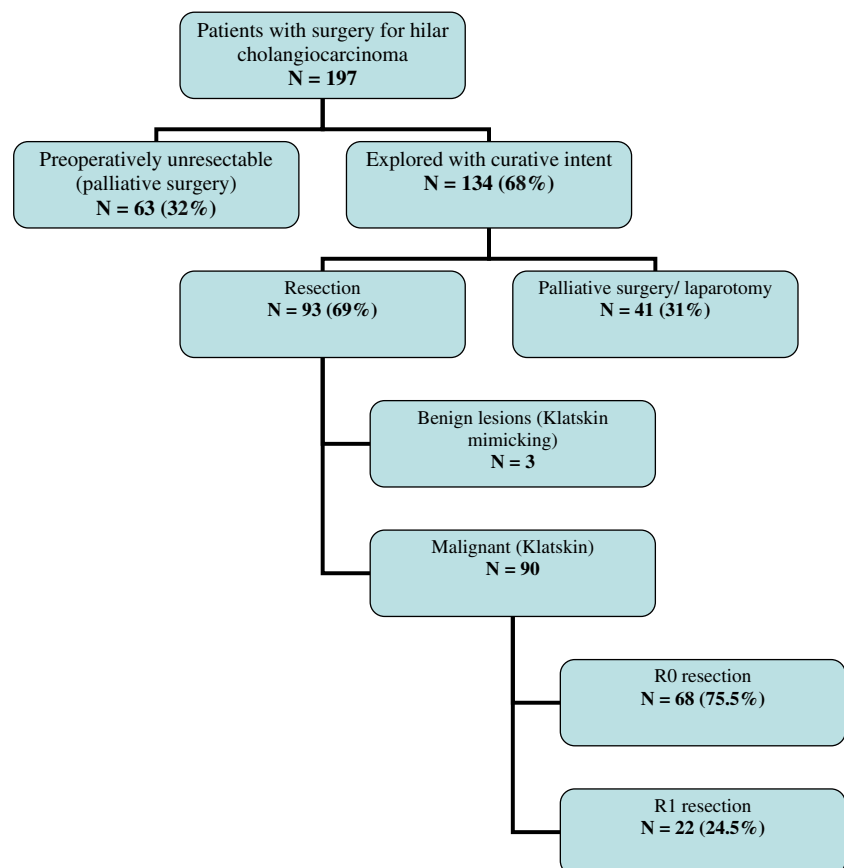 Patients with surgery for hilar
cholangiocarcinoma
N = 197
Preoperatively unresectable
(palliative surgery)
N = 63 (32%)
Explored with curative intent
N = 134 (68%)
Resection
N = 93 (69%)
Palliative surgery/ laparotomy
N = 41 (31%)
Benign lesions (Klatskin
mimicking)
N = 3
Malignant (Klatskin)
N = 90
R0 resection
N = 68 (75.5%)
R1 resection
N = 22 (24.5%)